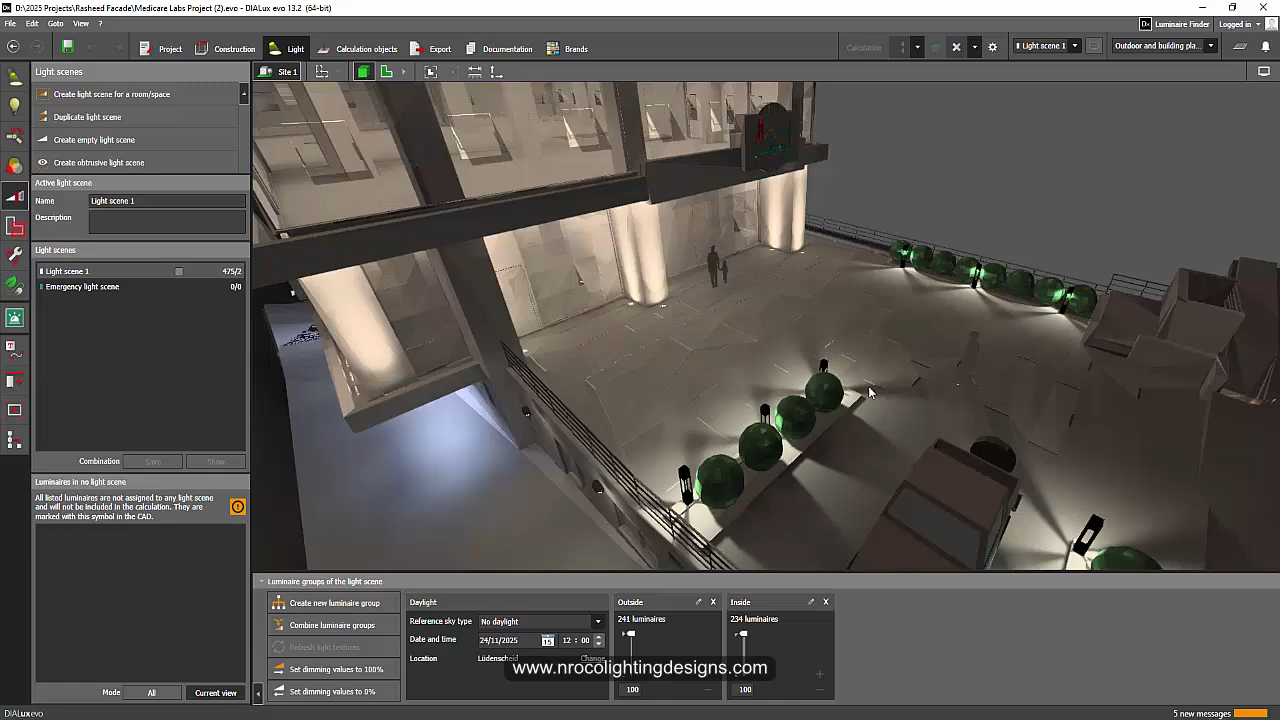 D:\2025 Projects\Rasheed Facade\Medicare Labs Project (2).evo - DIALux evo 13.2 (64-bit)
File Edit GoTo View ?
Luminaire Finder Logged in
Project Construction Light Calculation objects Export Documentation Brands Calculation Light scene 1 Outdoor and building pla...
Light scenes Site 1
Create light scene for a room/space
Duplicate light scene
Create empty light scene
Create obtrusive light scene
Active light scene
Name Light scene 1
Description
Light scenes
Light scene 1 475/2
Emergency light scene 0/0
Combination Save Show
Luminaires in no light scene
All listed luminaires are not assigned to any light scene
and will not be included in the calculation. They are
marked with this symbol in the CAD.
Mode All Current view
Luminaire groups of the light scene
Create new luminaire group
Combine luminaire groups
Refresh light textures
Set dimming values to 100%
Set dimming values to 0%
Daylight
Reference sky type No daylight
Date and time 24/11/2025 15 12 : 00
Location Lüdenscheid Change
Outside
241 luminaires
100
Inside
234 luminaires
100
www.nrocolightingdesigns.com
DIALux evo 5 new messages